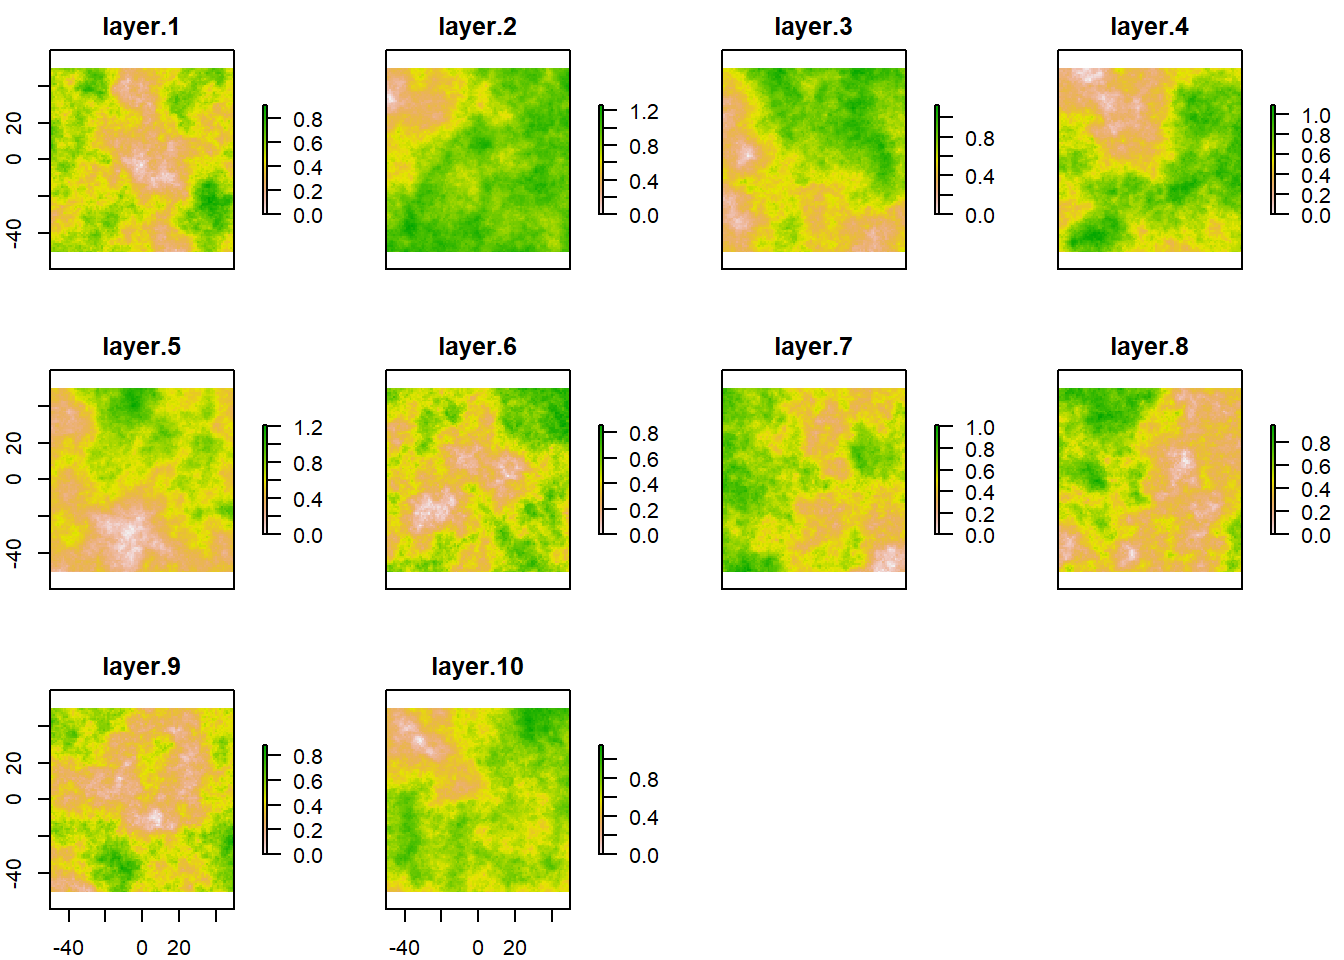 layer.1 layer.2 layer.3 layer.4
20 0 -40
0.8 0.6 0.4 0.2 0.0
1.2 0.8 0.4 0.0
0.8 0.4 0.0
1.0 0.8 0.6 0.4 0.2 0.0
layer.5 layer.6 layer.7 layer.8
20 0 -40
1.2 0.8 0.4 0.0
0.8 0.6 0.4 0.2 0.0
1.0 0.8 0.6 0.4 0.2 0.0
0.8 0.6 0.4 0.2 0.0
layer.9 layer.10
20 0 -40
0.8 0.6 0.4 0.2 0.0
0.8 0.4 0.0
-40 0 20 -40 0 20